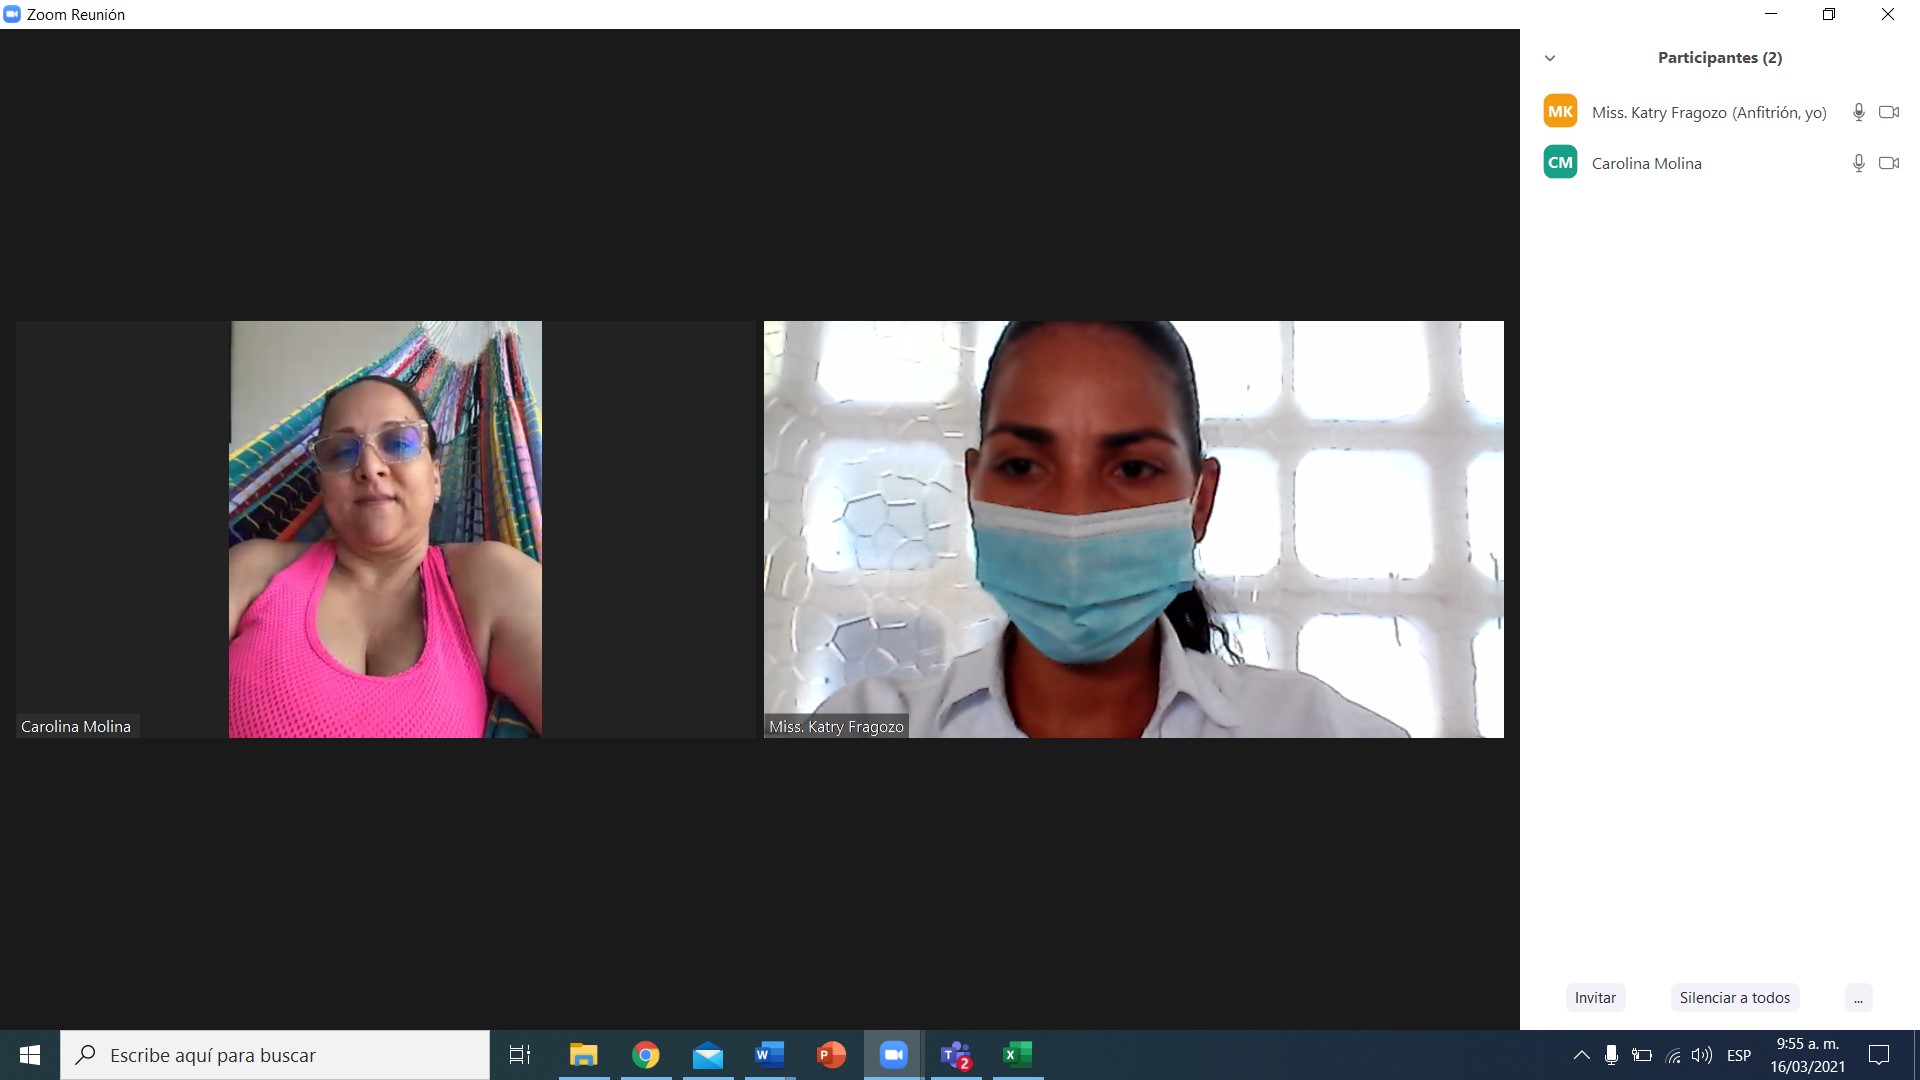 Zoom Reunión
Participantes (2)
MK Miss. Katry Fragozo (Anfitrión, yo)
CM Carolina Molina
Carolina Molina
Miss. Katry Fragozo
Invitar
Silenciar a todos
...
Escribe aquí para buscar
W
P
T
2
X
ESP
9:55 a. m.
16/03/2021